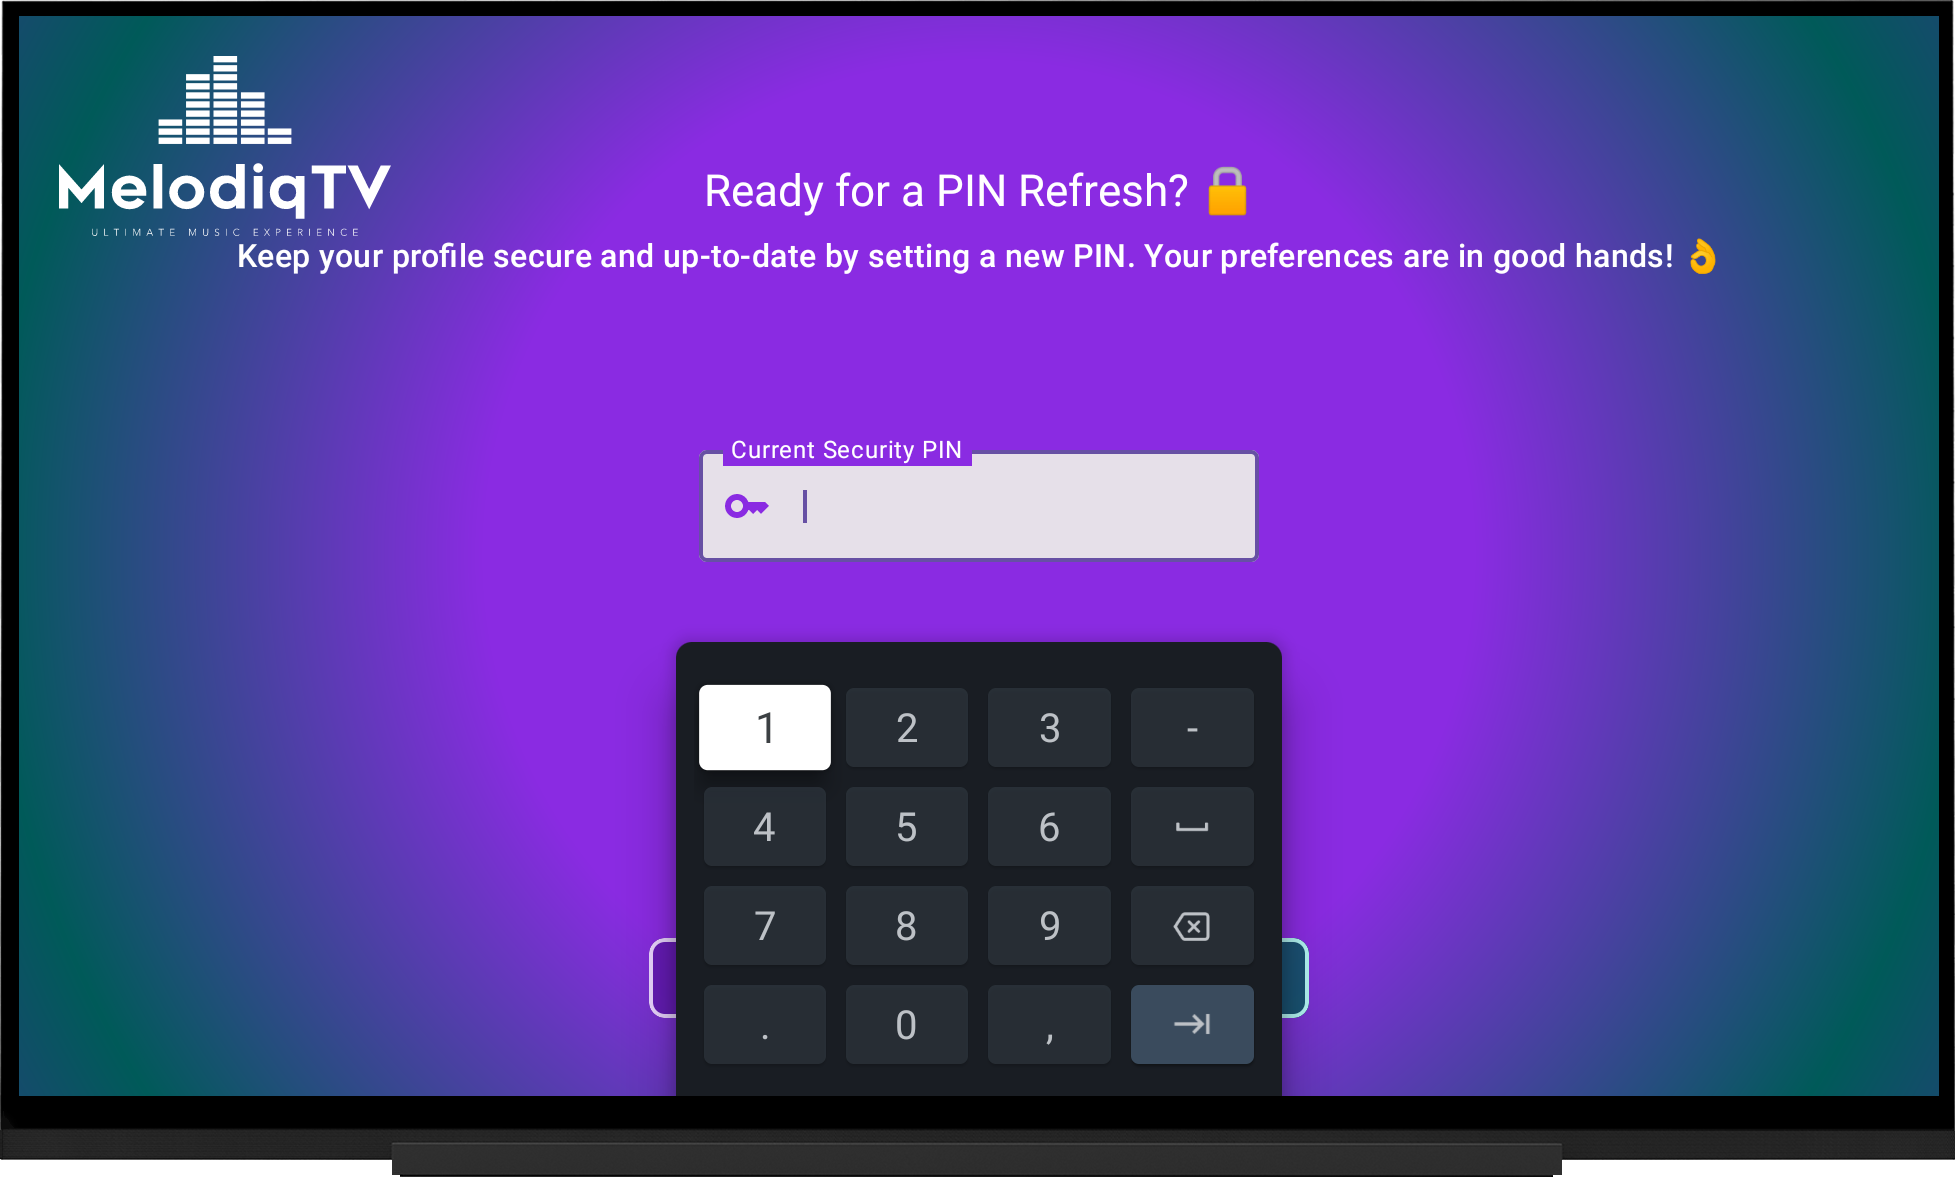 MelodiqTV
ULTIMATE MUSIC EXPERIENCE
Ready for a PIN Refresh? 🔒
Keep your profile secure and up-to-date by setting a new PIN. Your preferences are in good hands! 👌
Current Security PIN
1 2 3 -
4 5 6
7 8 9
. 0 ,